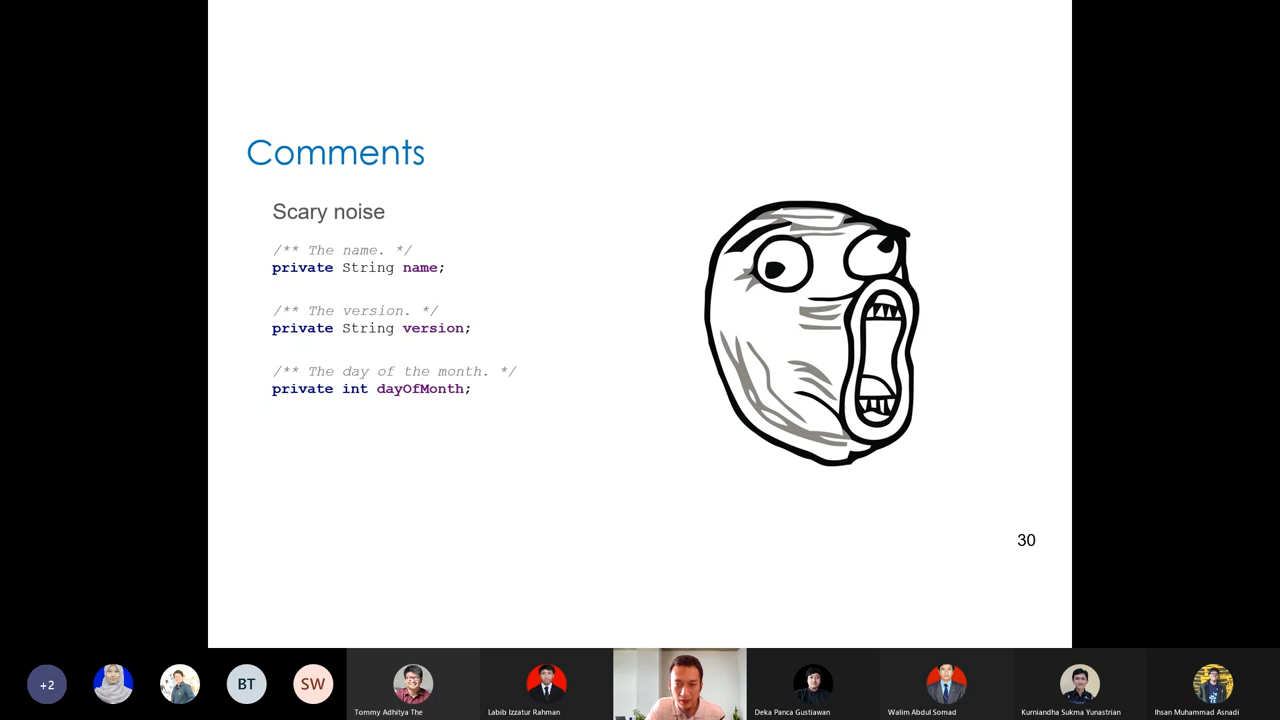 Comments
Scary noise
/** The name. */
private String name;
/** The version. */
private String version;
/** The day of the month. */
private int dayOfMonth;
30
+2
BT
SW
Tommy Adhitya The
Labib Izzatur Rahman
Deka Panca Gustiawan
Walim Abdul Somad
Kurniandha Sukma Yunastrian
Ihsan Muhammad Asnadi